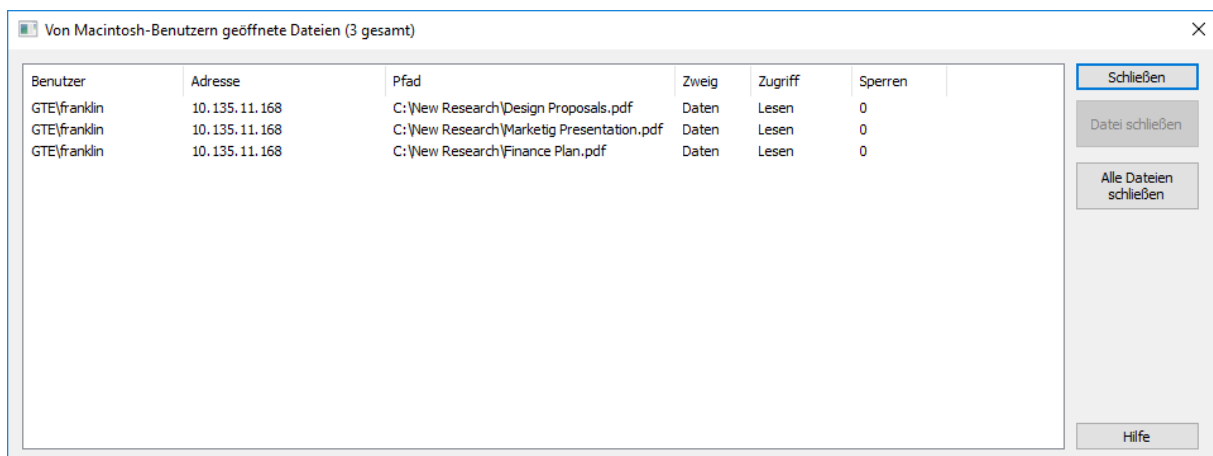 Von Macintosh-Benutzern geöffnete Dateien (3 gesamt)
Benutzer Adresse Pfad Zweig Zugriff Sperren
GTE\franklin 10.135.11.168 C:\New Research\Design Proposals.pdf Daten Lesen 0
GTE\franklin 10.135.11.168 C:\New Research\Marketig Presentation.pdf Daten Lesen 0
GTE\franklin 10.135.11.168 C:\New Research\Finance Plan.pdf Daten Lesen 0
Schließen
Datei schließen
Alle Dateien
schließen
Hilfe